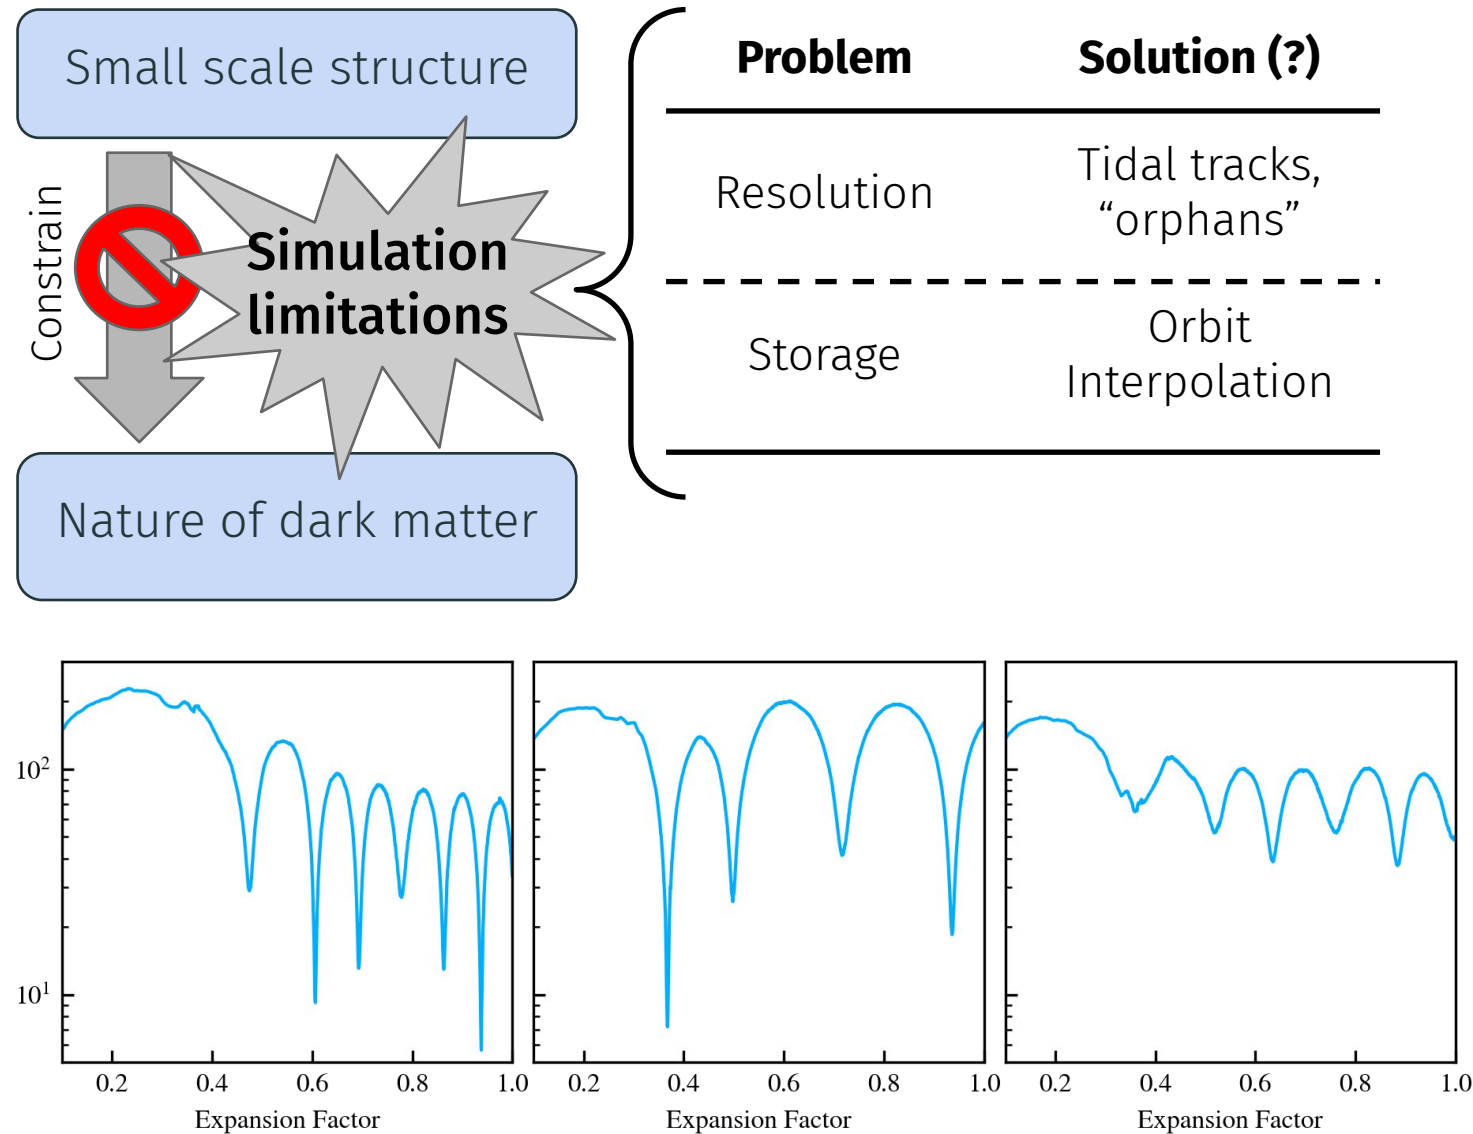 Small scale structure
Constrain
Simulation
limitations
Nature of dark matter
Problem
Solution (?)
Resolution
Tidal tracks,
“orphans”
Storage
Orbit
Interpolation
10²
10¹
0.2 0.4 0.6 0.8 1.0
Expansion Factor
0.2 0.4 0.6 0.8 1.0
Expansion Factor
0.2 0.4 0.6 0.8 1.0
Expansion Factor